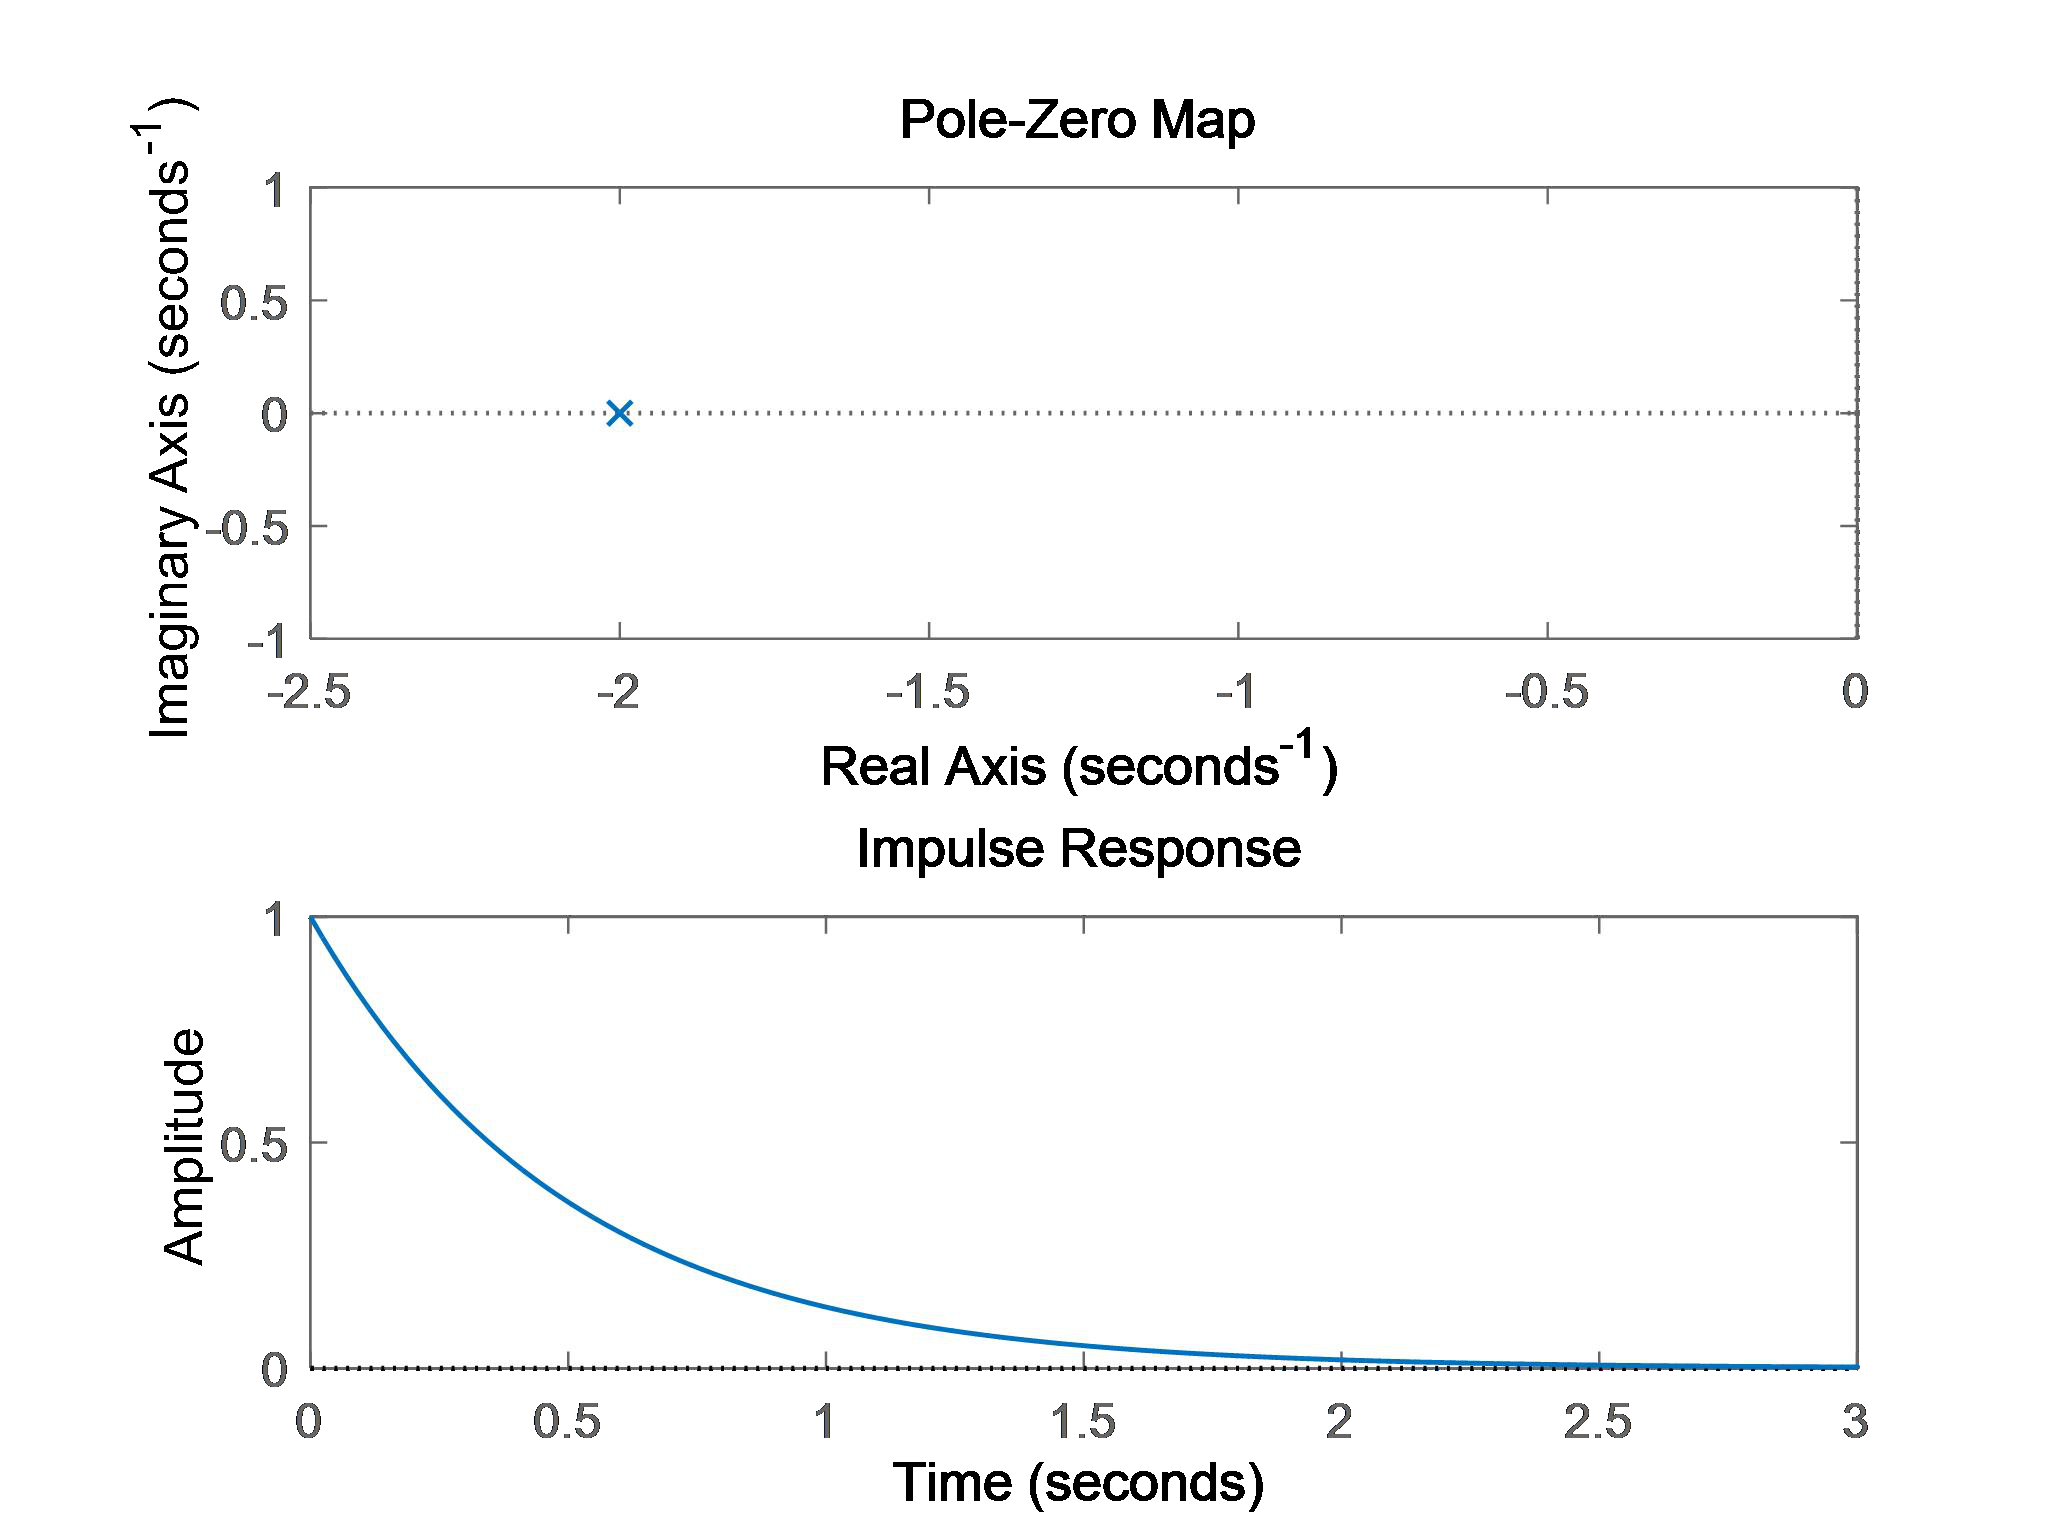 Pole-Zero Map
Imaginary Axis (seconds⁻¹)
1
0.5
0
-0.5
-1
-2.5 -2 -1.5 -1 -0.5 0
Real Axis (seconds⁻¹)
Impulse Response
Amplitude
1
0.5
0
0 0.5 1 1.5 2 2.5 3
Time (seconds)